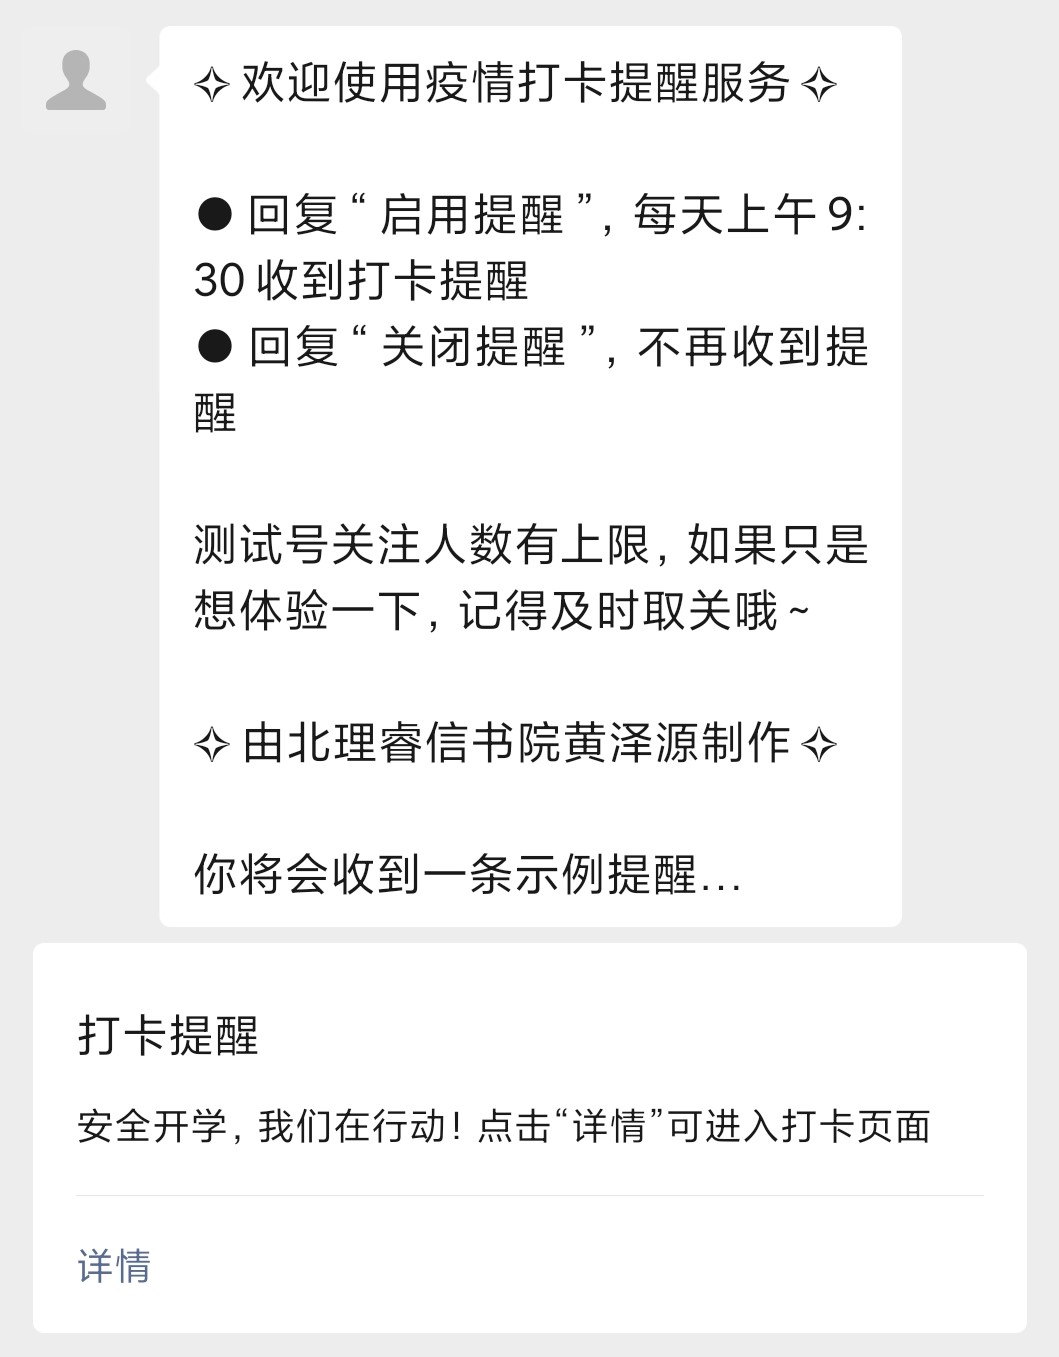 ✧ 欢迎使用疫情打卡提醒服务 ✧
● 回复 “ 启用提醒 ”, 每天上午 9:
30 收到打卡提醒
● 回复 “ 关闭提醒 ”, 不再收到提
醒
测试号关注人数有上限, 如果只是
想体验一下, 记得及时取关哦 ~
✧ 由北理睿信书院黄泽源制作 ✧
你将会收到一条示例提醒...
打卡提醒
安全开学, 我们在行动! 点击“详情”可进入打卡页面
详情